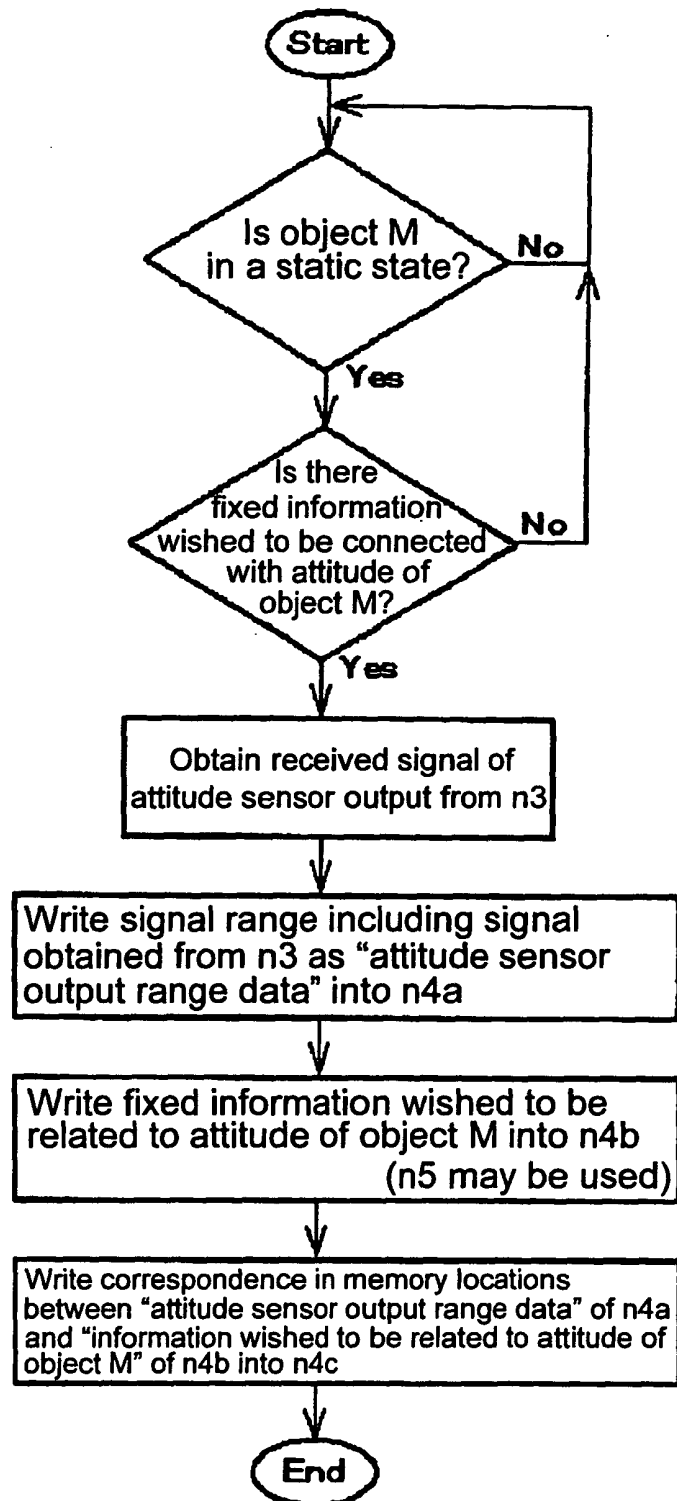 Start
Is object M
in a static state?
No
Yes
Is there
fixed information
wished to be connected
with attitude of
object M?
No
Yes
Obtain received signal of
attitude sensor output from n3
Write signal range including signal
obtained from n3 as “attitude sensor
output range data” into n4a
Write fixed information wished to be
related to attitude of object M into n4b
(n5 may be used)
Write correspondence in memory locations
between “attitude sensor output range data” of n4a
and “information wished to be related to attitude of
object M” of n4b into n4c
End